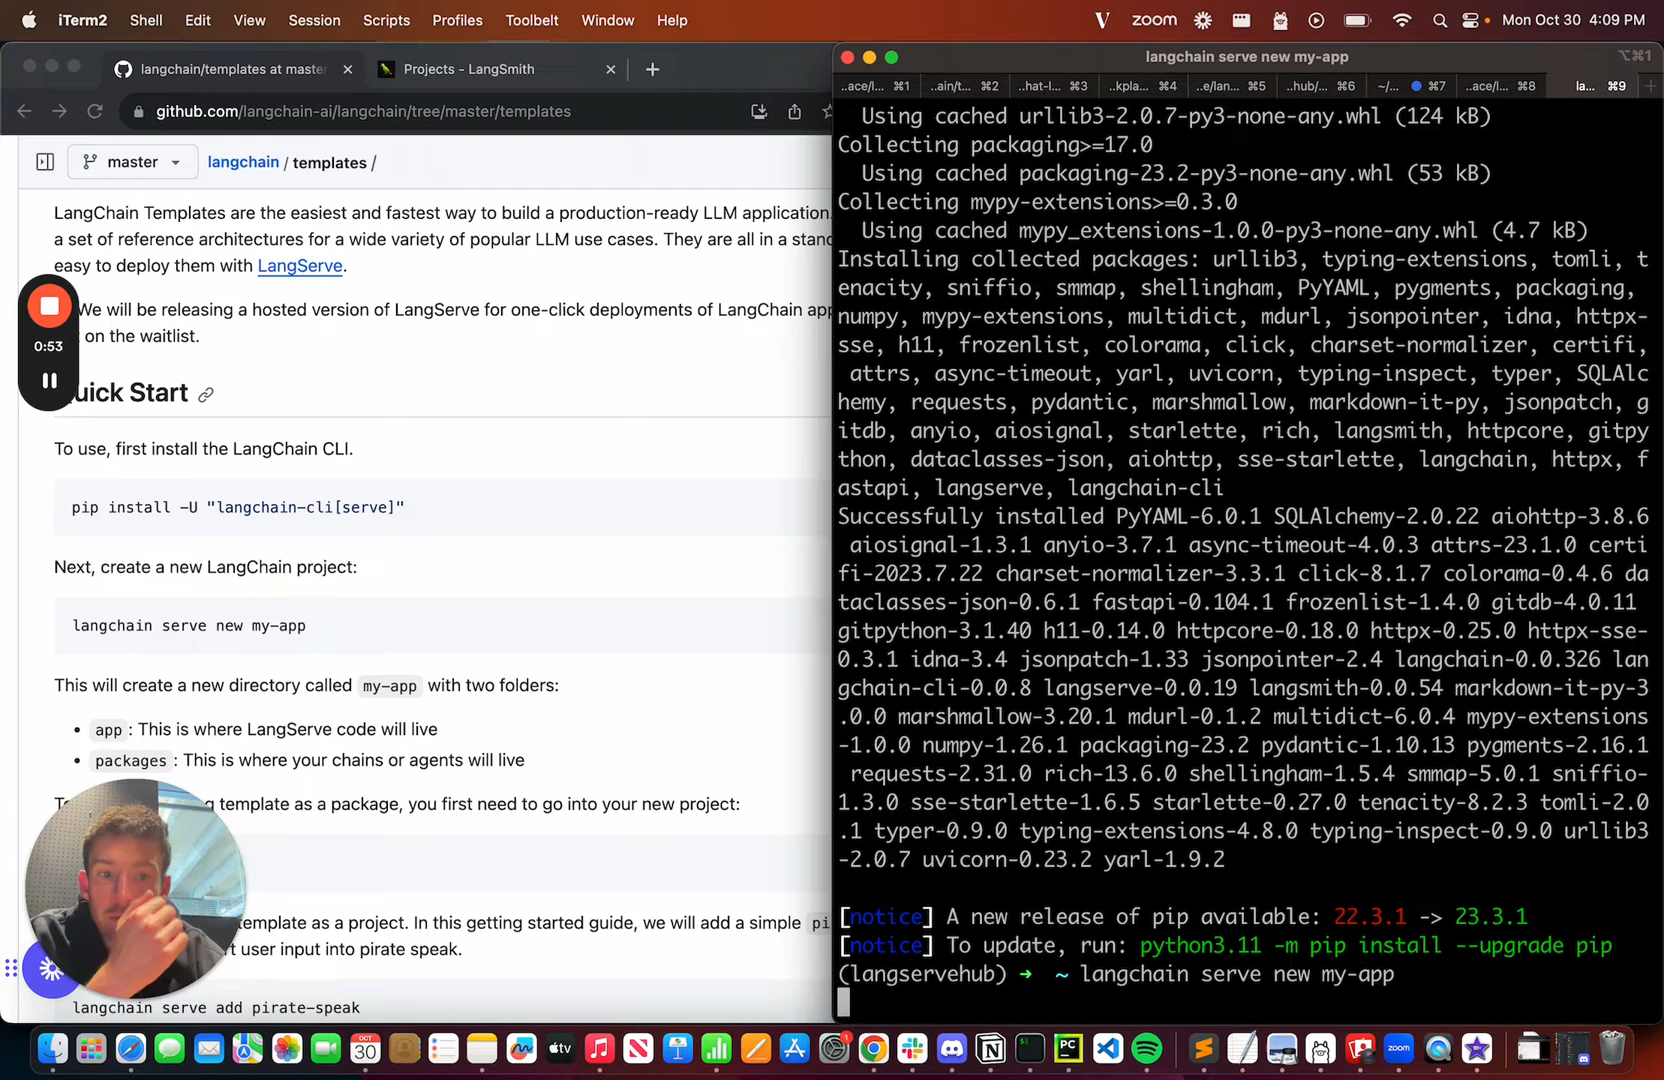 iTerm2 Shell Edit View Session Scripts Profiles Toolbelt Window Help
zoom
Mon Oct 30 4:09 PM
langchain/templates at master
Projects - LangSmith
github.com/langchain-ai/langchain/tree/master/templates
master
langchain / templates /
LangChain Templates are the easiest and fastest way to build a production-ready LLM application.
a set of reference architectures for a wide variety of popular LLM use cases. They are all in a stand
easy to deploy them with LangServe.
We will be releasing a hosted version of LangServe for one-click deployments of LangChain app
on the waitlist.
0:53
uick Start
To use, first install the LangChain CLI.
pip install -U "langchain-cli[serve]"
Next, create a new LangChain project:
langchain serve new my-app
This will create a new directory called my-app with two folders:
• app : This is where LangServe code will live
• packages : This is where your chains or agents will live
template as a package, you first need to go into your new project:
template as a project. In this getting started guide, we will add a simple pi
t user input into pirate speak.
langchain serve add pirate-speak
langchain serve new my-app
⌥⌘1
..ace/l... ⌘1 ..ain/t... ⌘2 ..hat-l... ⌘3 ..kpla... ⌘4 ..e/lan... ⌘5 ..hub/... ⌘6 ~/... ⌘7 ..ace/l... ⌘8 la... ⌘9
Using cached urllib3-2.0.7-py3-none-any.whl (124 kB)
Collecting packaging>=17.0
Using cached packaging-23.2-py3-none-any.whl (53 kB)
Collecting mypy-extensions>=0.3.0
Using cached mypy_extensions-1.0.0-py3-none-any.whl (4.7 kB)
Installing collected packages: urllib3, typing-extensions, tomli, t
enacity, sniffio, smmap, shellingham, PyYAML, pygments, packaging,
numpy, mypy-extensions, multidict, mdurl, jsonpointer, idna, httpx-
sse, h11, frozenlist, colorama, click, charset-normalizer, certifi,
attrs, async-timeout, yarl, uvicorn, typing-inspect, typer, SQLAlc
hemy, requests, pydantic, marshmallow, markdown-it-py, jsonpatch, g
itdb, anyio, aiosignal, starlette, rich, langsmith, httpcore, gitpy
thon, dataclasses-json, aiohttp, sse-starlette, langchain, httpx, f
astapi, langserve, langchain-cli
Successfully installed PyYAML-6.0.1 SQLAlchemy-2.0.22 aiohttp-3.8.6
aiosignal-1.3.1 anyio-3.7.1 async-timeout-4.0.3 attrs-23.1.0 certi
fi-2023.7.22 charset-normalizer-3.3.1 click-8.1.7 colorama-0.4.6 da
taclasses-json-0.6.1 fastapi-0.104.1 frozenlist-1.4.0 gitdb-4.0.11
gitpython-3.1.40 h11-0.14.0 httpcore-0.18.0 httpx-0.25.0 httpx-sse-
0.3.1 idna-3.4 jsonpatch-1.33 jsonpointer-2.4 langchain-0.0.326 lan
gchain-cli-0.0.8 langserve-0.0.19 langsmith-0.0.54 markdown-it-py-3
.0.0 marshmallow-3.20.1 mdurl-0.1.2 multidict-6.0.4 mypy-extensions
-1.0.0 numpy-1.26.1 packaging-23.2 pydantic-1.10.13 pygments-2.16.1
requests-2.31.0 rich-13.6.0 shellingham-1.5.4 smmap-5.0.1 sniffio-
1.3.0 sse-starlette-1.6.5 starlette-0.27.0 tenacity-8.2.3 tomli-2.0
.1 typer-0.9.0 typing-extensions-4.8.0 typing-inspect-0.9.0 urllib3
-2.0.7 uvicorn-0.23.2 yarl-1.9.2
[notice] A new release of pip available: 22.3.1 -> 23.3.1
[notice] To update, run: python3.11 -m pip install --upgrade pip
(langservehub) ➜ ~ langchain serve new my-app
OCT
30
tv
1
PC
zoom